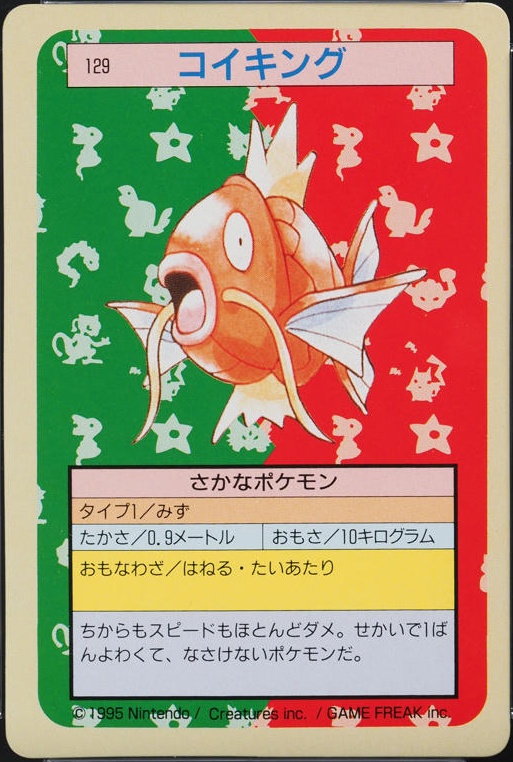 129 コイキング
さかなポケモン
タイプ1/みず
たかさ/0.9メートル おもさ/10キログラム
おもなわざ/はねる・たいあたり
ちからもスピードもほとんどダメ。せかいで1ば
んよわくて、なさけないポケモンだ。
© 1995 Nintendo / Creatures inc. / GAME FREAK inc.